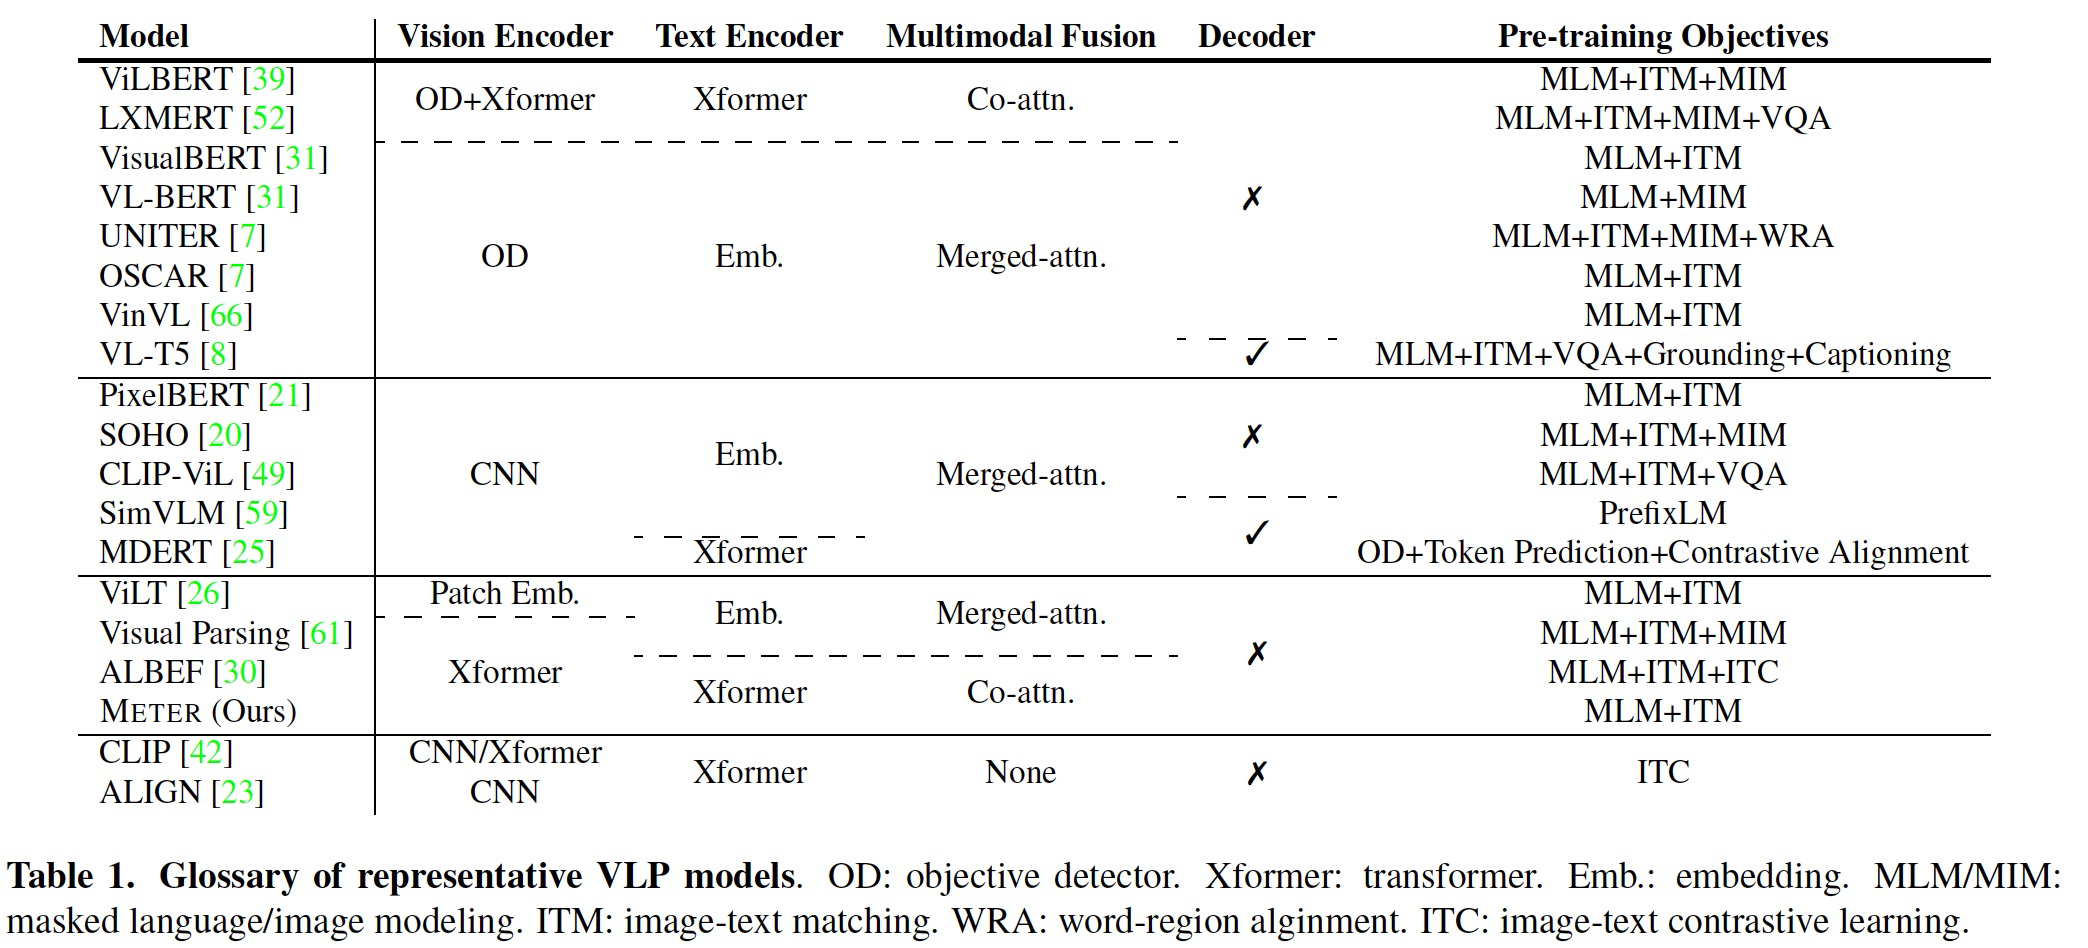 Model Vision Encoder Text Encoder Multimodal Fusion Decoder Pre-training Objectives
ViLBERT [39] MLM+ITM+MIM
OD+Xformer Xformer Co-attn.
LXMERT [52] MLM+ITM+MIM+VQA
VisualBERT [31] MLM+ITM
VL-BERT [31] ✗ MLM+MIM
UNITER [7] MLM+ITM+MIM+WRA
OD Emb. Merged-attn.
OSCAR [7] MLM+ITM
VinVL [66] MLM+ITM
VL-T5 [8] ✓ MLM+ITM+VQA+Grounding+Captioning
PixelBERT [21] MLM+ITM
SOHO [20] ✗ MLM+ITM+MIM
Emb.
CLIP-ViL [49] CNN Merged-attn. MLM+ITM+VQA
SimVLM [59] PrefixLM
✓
MDERT [25] Xformer OD+Token Prediction+Contrastive Alignment
ViLT [26] Patch Emb. MLM+ITM
Emb. Merged-attn.
Visual Parsing [61] MLM+ITM+MIM
✗
ALBEF [30] Xformer MLM+ITM+ITC
Xformer Co-attn.
METER (Ours) MLM+ITM
CLIP [42] CNN/Xformer
Xformer None ✗ ITC
ALIGN [23] CNN
Table 1. Glossary of representative VLP models. OD: objective detector. Xformer: transformer. Emb.: embedding. MLM/MIM:
masked language/image modeling. ITM: image-text matching. WRA: word-region alginment. ITC: image-text contrastive learning.